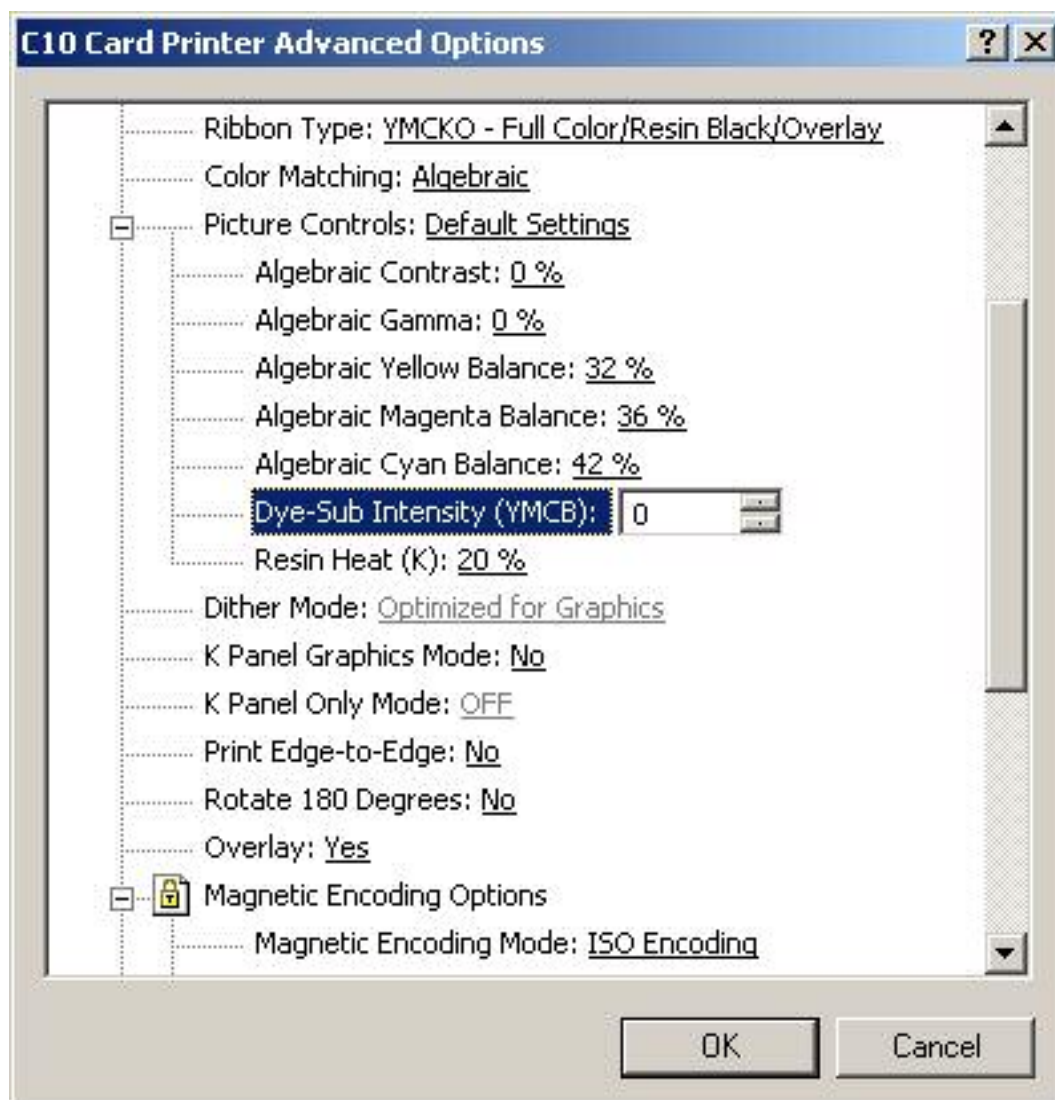 C10 Card Printer Advanced Options
Ribbon Type: YMCKO - Full Color/Resin Black/Overlay
Color Matching: Algebraic
Picture Controls: Default Settings
Algebraic Contrast: 0 %
Algebraic Gamma: 0 %
Algebraic Yellow Balance: 32 %
Algebraic Magenta Balance: 36 %
Algebraic Cyan Balance: 42 %
Dye-Sub Intensity (YMCB): 0
Resin Heat (K): 20 %
Dither Mode: Optimized for Graphics
K Panel Graphics Mode: No
K Panel Only Mode: OFF
Print Edge-to-Edge: No
Rotate 180 Degrees: No
Overlay: Yes
Magnetic Encoding Options
Magnetic Encoding Mode: ISO Encoding
OK Cancel